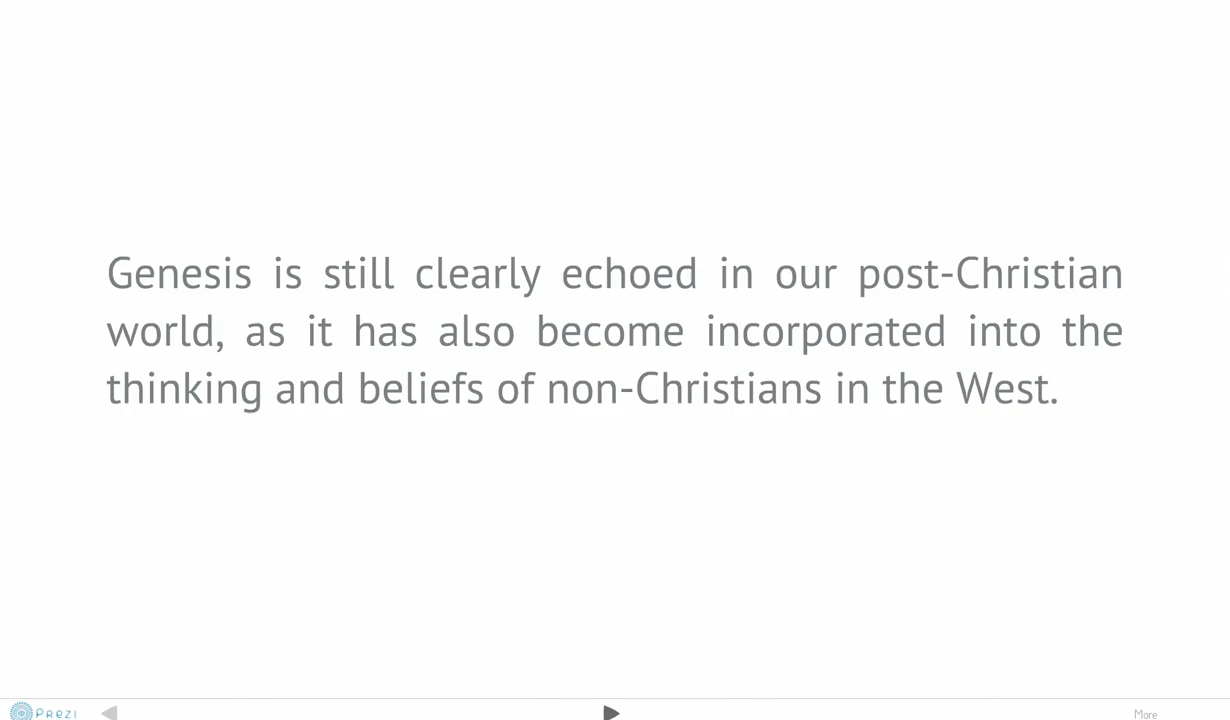 Genesis is still clearly echoed in our post-Christian
world, as it has also become incorporated into the
thinking and beliefs of non-Christians in the West.
Prezi
More